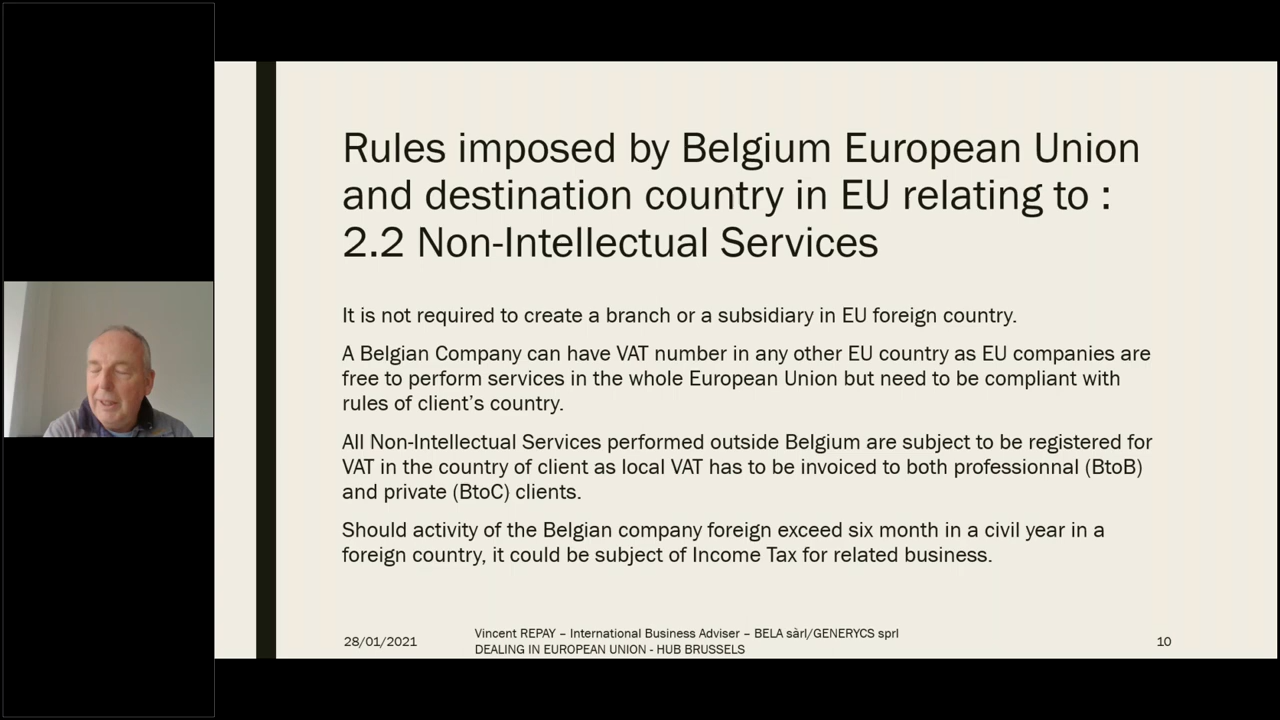 Rules imposed by Belgium European Union
and destination country in EU relating to :
2.2 Non-Intellectual Services
It is not required to create a branch or a subsidiary in EU foreign country.
A Belgian Company can have VAT number in any other EU country as EU companies are
free to perform services in the whole European Union but need to be compliant with
rules of client's country.
All Non-Intellectual Services performed outside Belgium are subject to be registered for
VAT in the country of client as local VAT has to be invoiced to both professionnal (BtoB)
and private (BtoC) clients.
Should activity of the Belgian company foreign exceed six month in a civil year in a
foreign country, it could be subject of Income Tax for related business.
28/01/2021
Vincent REPAY – International Business Adviser – BELA sàrl/GENERYCS sprl
DEALING IN EUROPEAN UNION - HUB BRUSSELS
10